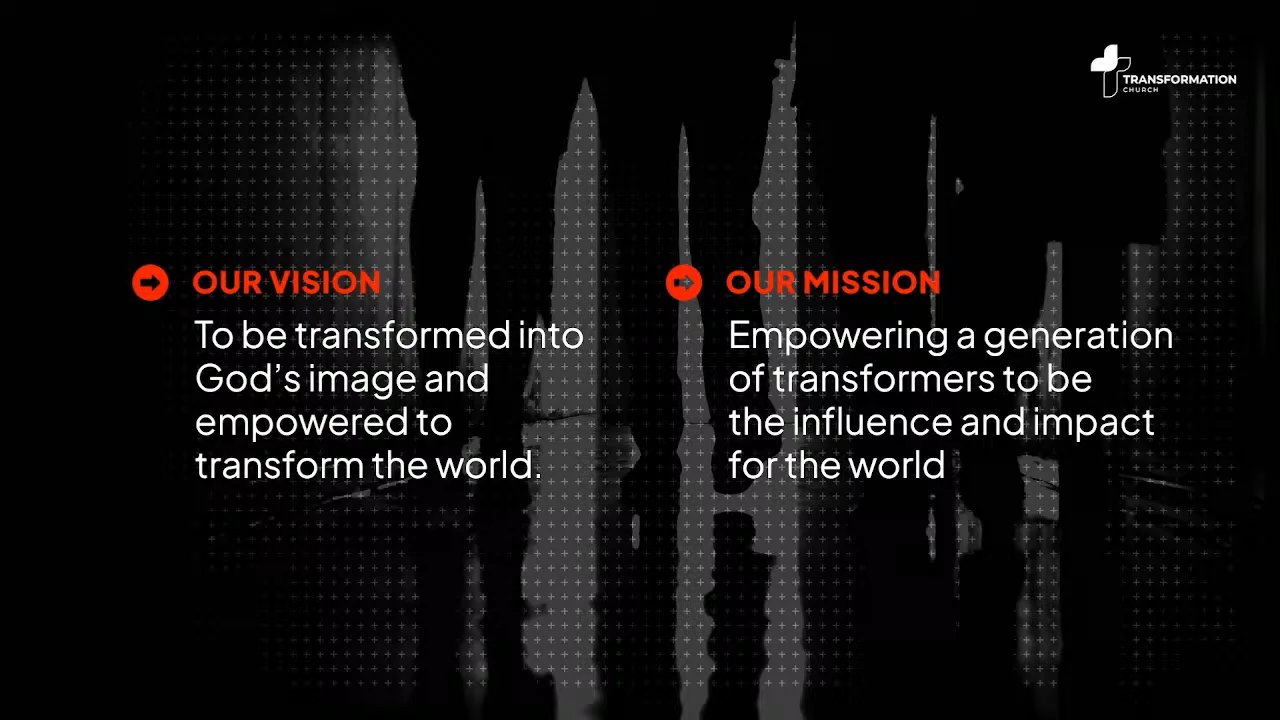 TRANSFORMATION
CHURCH
OUR VISION
To be transformed into
God’s image and
empowered to
transform the world.
OUR MISSION
Empowering a generation
of transformers to be
the influence and impact
for the world